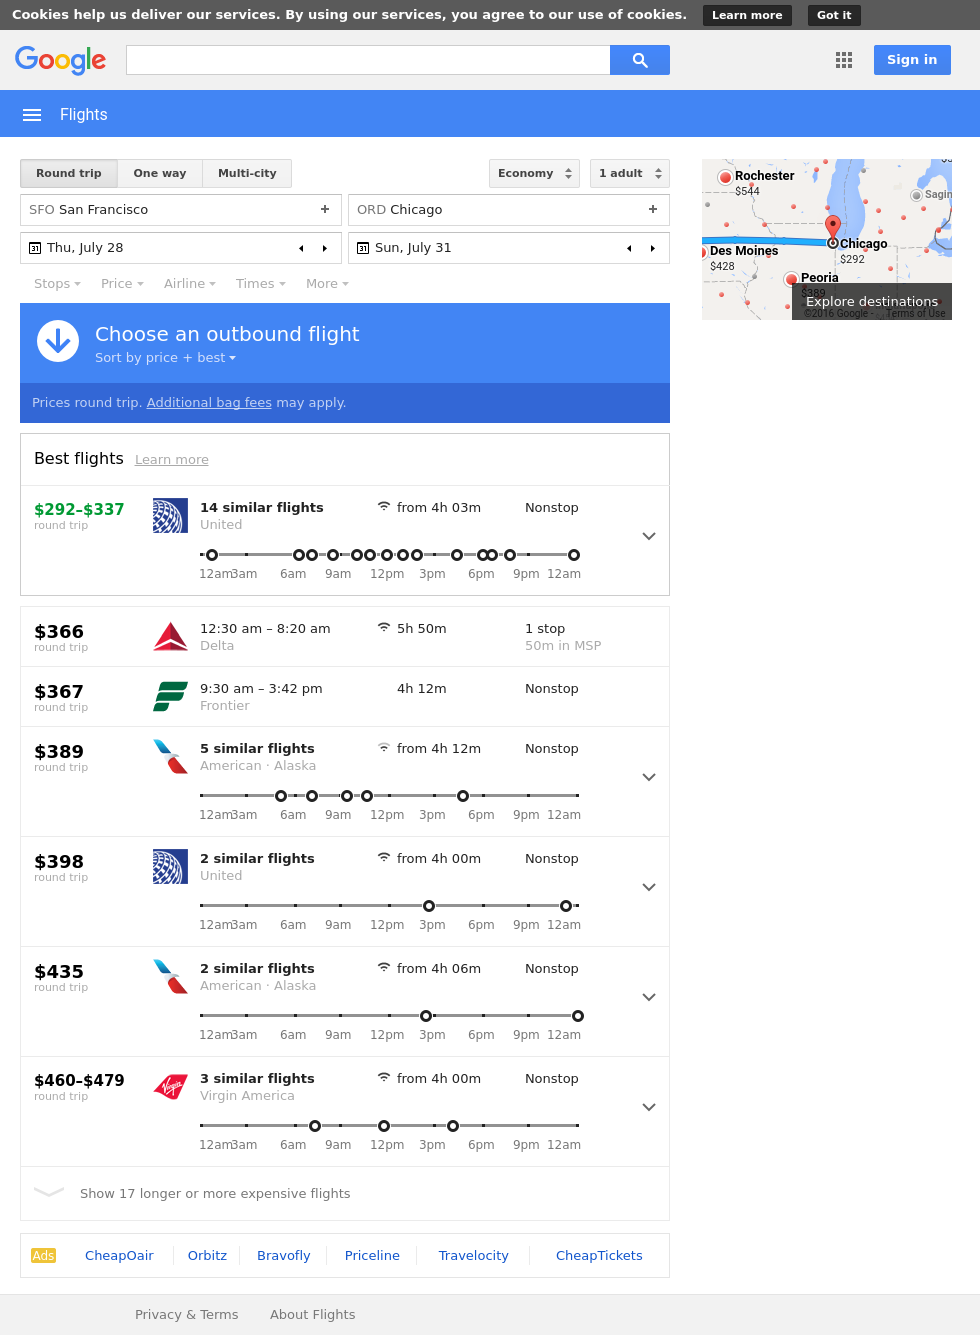 Cookies help us deliver our services. By using our services, you agree to our use of cookies. Learn more Got it
Google Sign in
Flights
Round trip One way Multi-city Economy 1 adult
SFO San Francisco + ORD Chicago +
Thu, July 28 Sun, July 31
Stops Price Airline Times More
Choose an outbound flight
Sort by price + best
Prices round trip. Additional bag fees may apply.
Rochester
$544
Sagin
Chicago
$292
Des Moines
$428
Peoria
$389
Explore destinations
©2016 Google - Terms of Use
Best flights Learn more
$292–$337 14 similar flights from 4h 03m Nonstop
round trip United
12am 3am 6am 9am 12pm 3pm 6pm 9pm 12am
$366 12:30 am – 8:20 am 5h 50m 1 stop
round trip Delta 50m in MSP
$367 9:30 am – 3:42 pm 4h 12m Nonstop
round trip Frontier
$389 5 similar flights from 4h 12m Nonstop
round trip American · Alaska
12am 3am 6am 9am 12pm 3pm 6pm 9pm 12am
$398 2 similar flights from 4h 00m Nonstop
round trip United
12am 3am 6am 9am 12pm 3pm 6pm 9pm 12am
$435 2 similar flights from 4h 06m Nonstop
round trip American · Alaska
12am 3am 6am 9am 12pm 3pm 6pm 9pm 12am
$460–$479 Virgin 3 similar flights from 4h 00m Nonstop
round trip Virgin America
12am 3am 6am 9am 12pm 3pm 6pm 9pm 12am
Show 17 longer or more expensive flights
Ads CheapOair Orbitz Bravofly Priceline Travelocity CheapTickets
Privacy & Terms About Flights